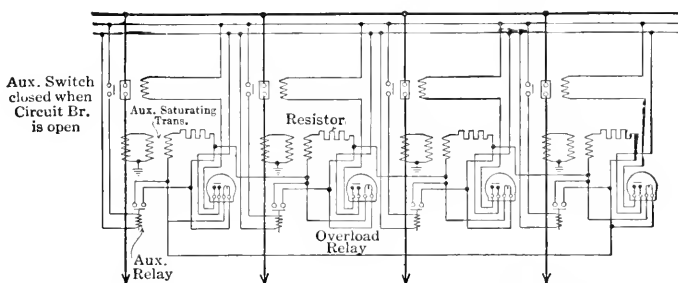 Aux. Switch
closed when
Circuit Br.
is open
Aux. Saturating
Trans.
Resistor
Overload
Relay
Aux.
Relay